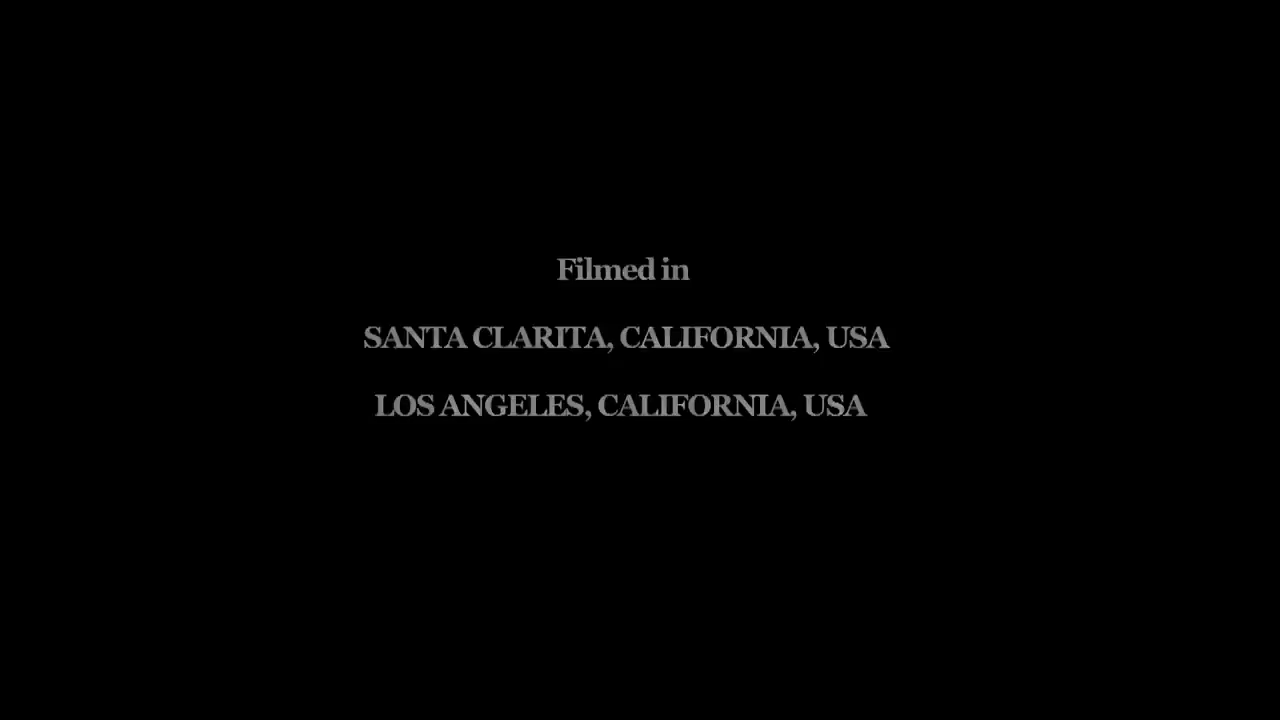 Filmed in
SANTA CLARITA, CALIFORNIA, USA
LOS ANGELES, CALIFORNIA, USA